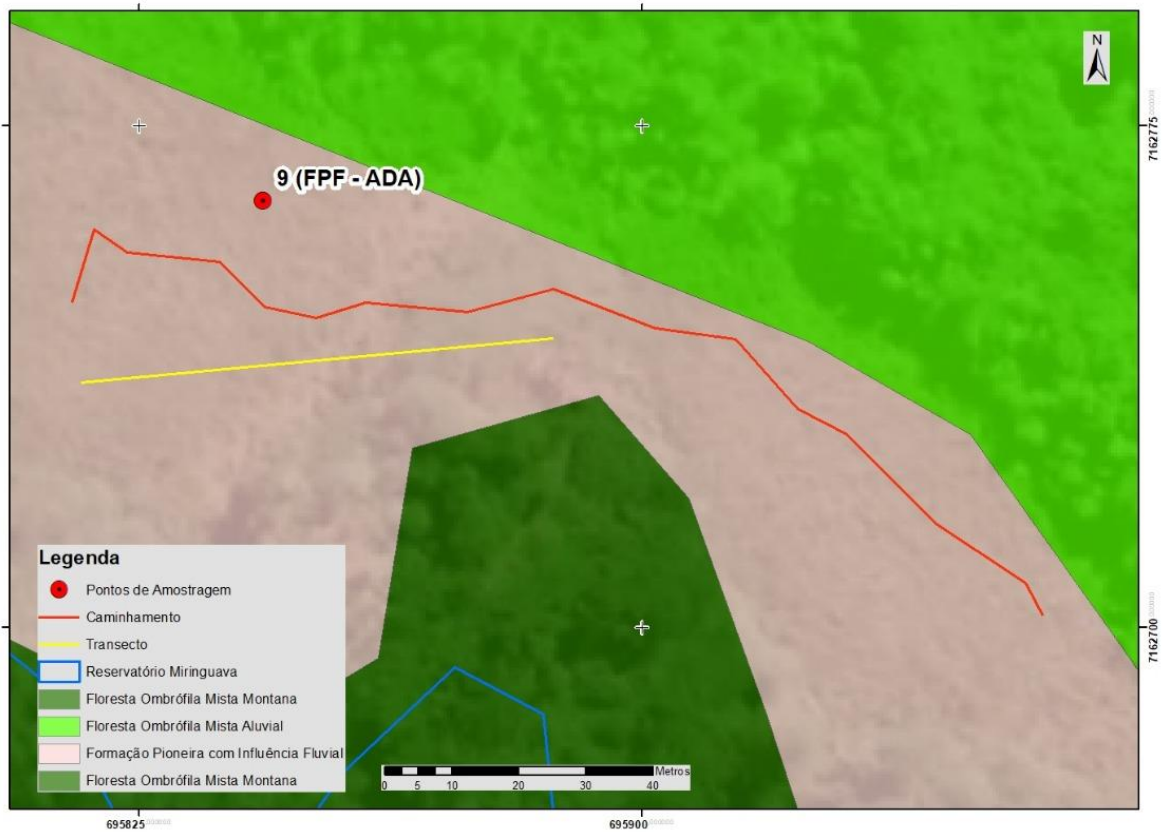 N
7162775
9 (FPF - ADA)
Legenda
Pontos de Amostragem
Caminhamento
Transecto
Reservatório Miringuava
Floresta Ombrófila Mista Montana
Floresta Ombrófila Mista Aluvial
Formação Pioneira com Influência Fluvial
Floresta Ombrófila Mista Montana
7162700
Metros
0 5 10 20 30 40
695825
695900